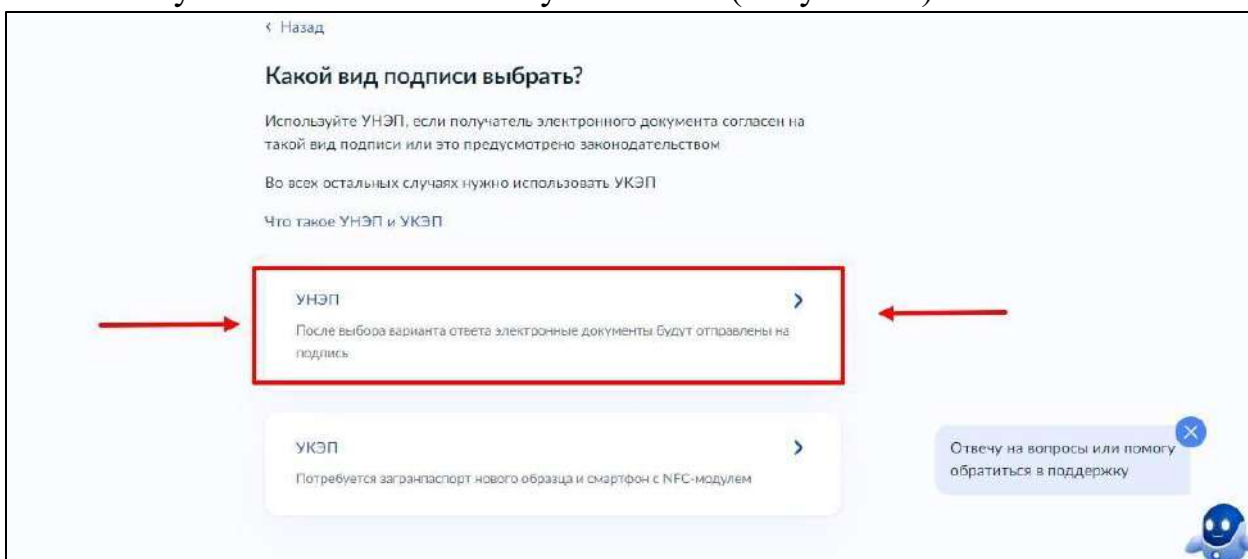 ‹ Назад
Какой вид подписи выбрать?
Используйте УНЭП, если получатель электронного документа согласен на
такой вид подписи или это предусмотрено законодательством
Во всех остальных случаях нужно использовать УКЭП
Что такое УНЭП и УКЭП
УНЭП
После выбора варианта ответа электронные документы будут отправлены на
подпись
УКЭП
Потребуется загранпаспорт нового образца и смартфон с NFC-модулем
Отвечу на вопросы или помогу
обратиться в поддержку